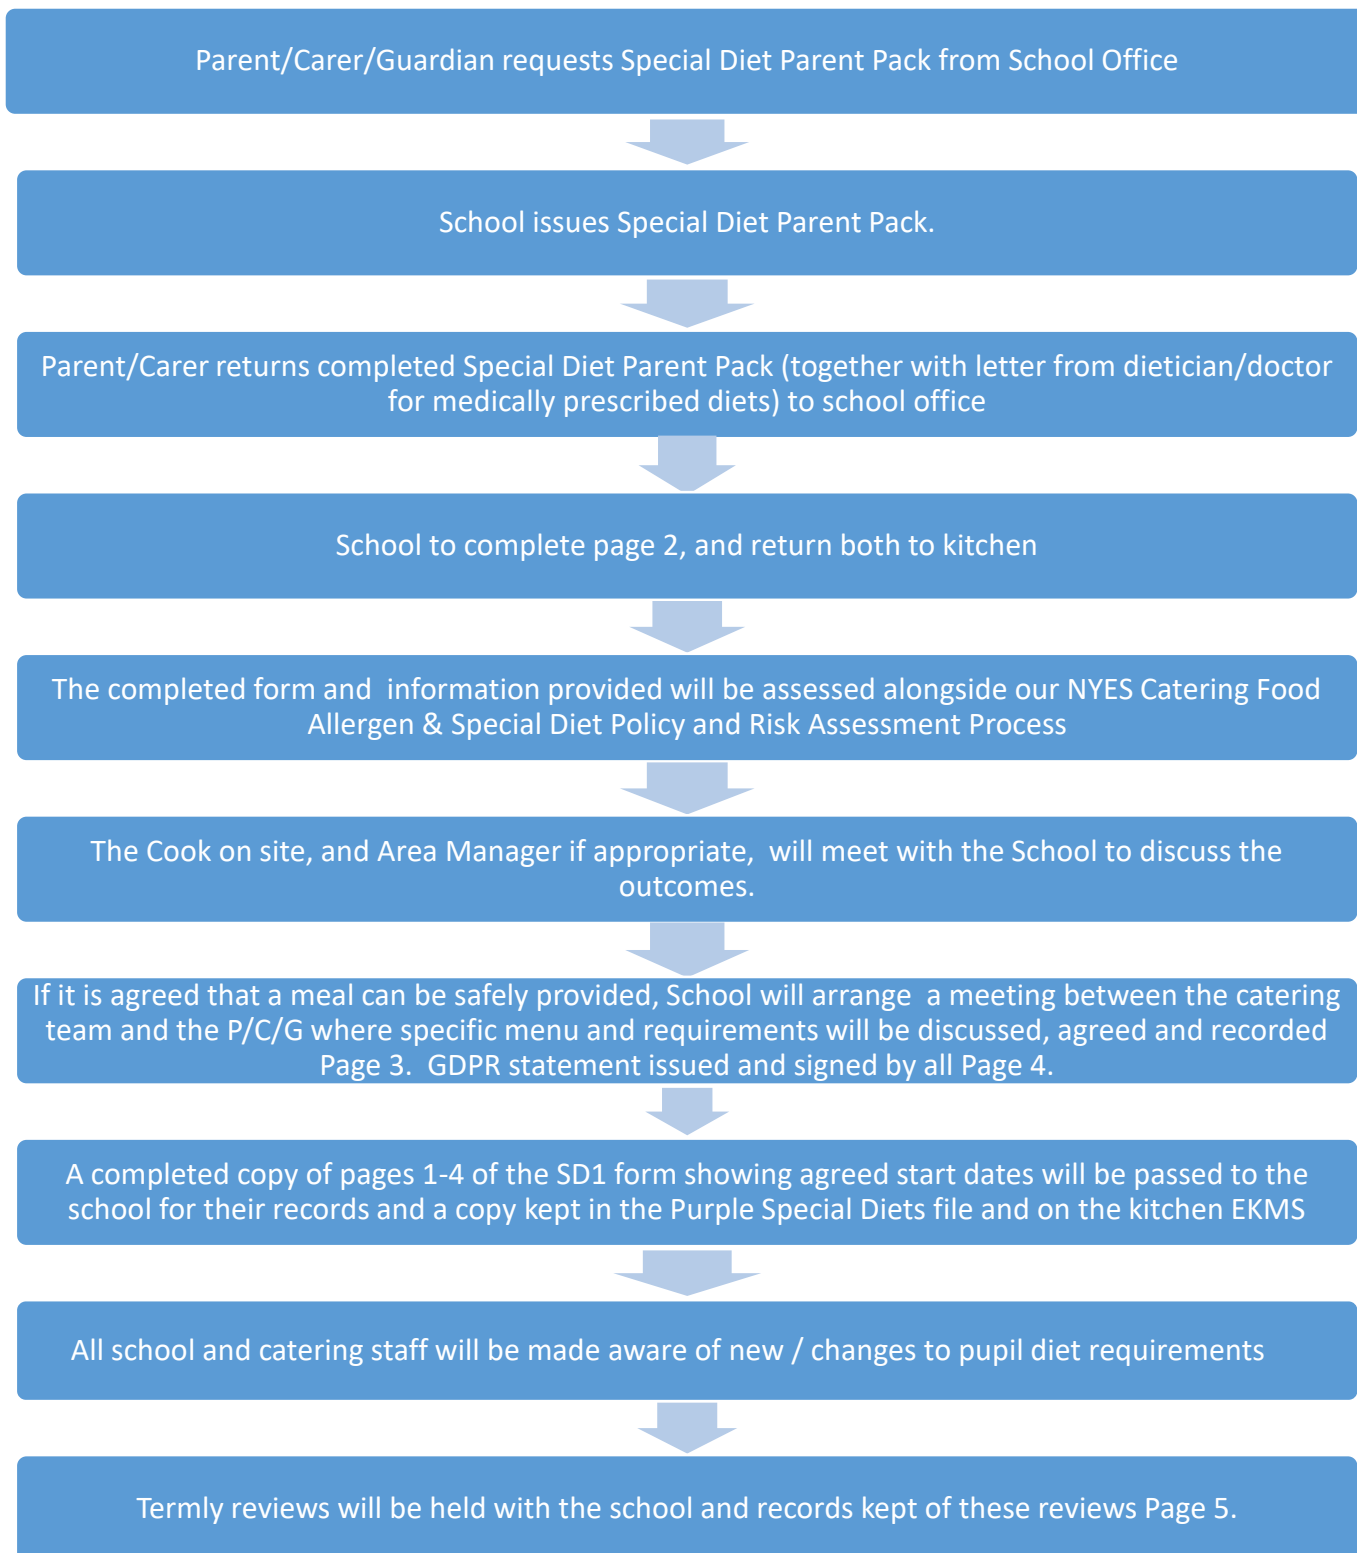 Parent/Carer/Guardian requests Special Diet Parent Pack from School Office
School issues Special Diet Parent Pack.
Parent/Carer returns completed Special Diet Parent Pack (together with letter from dietician/doctor
for medically prescribed diets) to school office
School to complete page 2, and return both to kitchen
The completed form and  information provided will be assessed alongside our NYES Catering Food
Allergen & Special Diet Policy and Risk Assessment Process
The Cook on site, and Area Manager if appropriate,  will meet with the School to discuss the
outcomes.
If it is agreed that a meal can be safely provided, School will arrange  a meeting between the catering
team and the P/C/G where specific menu and requirements will be discussed, agreed and recorded
Page 3.  GDPR statement issued and signed by all Page 4.
A completed copy of pages 1-4 of the SD1 form showing agreed start dates will be passed to the
school for their records and a copy kept in the Purple Special Diets file and on the kitchen EKMS
All school and catering staff will be made aware of new / changes to pupil diet requirements
Termly reviews will be held with the school and records kept of these reviews Page 5.